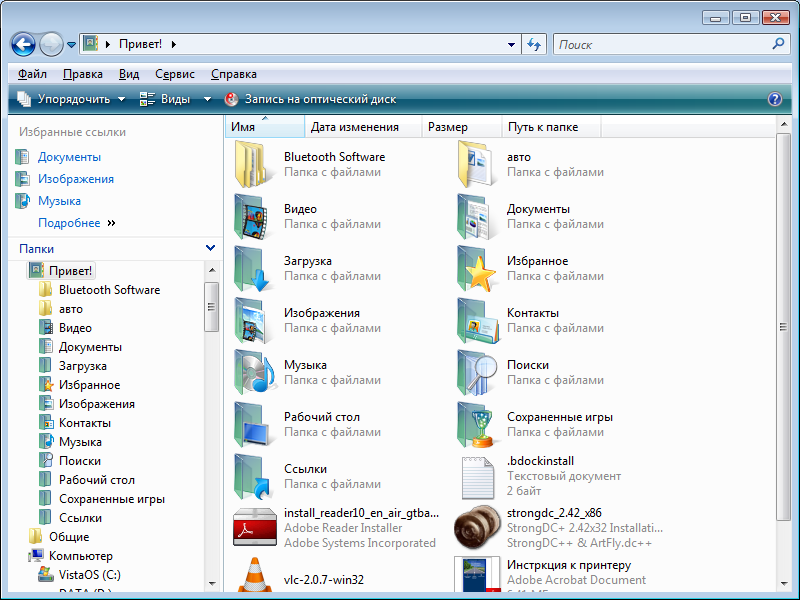 Привет!
Поиск
Файл Правка Вид Сервис Справка
Упорядочить Виды Запись на оптический диск
Избранные ссылки
Документы
Изображения
Музыка
Подробнее »
Папки
Привет!
Bluetooth Software
авто
Видео
Документы
Загрузка
Избранное
Изображения
Контакты
Музыка
Поиски
Рабочий стол
Сохраненные игры
Ссылки
Общие
Компьютер
VistaOS (C:)
Имя Дата изменения Размер Путь к папке
Bluetooth Software
Папка с файлами
авто
Папка с файлами
Видео
Папка с файлами
Документы
Папка с файлами
Загрузка
Папка с файлами
Избранное
Папка с файлами
Изображения
Папка с файлами
Контакты
Папка с файлами
Музыка
Папка с файлами
Поиски
Папка с файлами
Рабочий стол
Папка с файлами
Сохраненные игры
Папка с файлами
Ссылки
Папка с файлами
.bdockinstall
Текстовый документ
2 байт
install_reader10_en_air_gtba...
Adobe Reader Installer
Adobe Systems Incorporated
strongdc_2.42_x86
StrongDC+ 2.42x32 Installati...
StrongDC++ & ArtFly.dc++
vlc-2.0.7-win32
Инстркция к принтеру
Adobe Acrobat Document